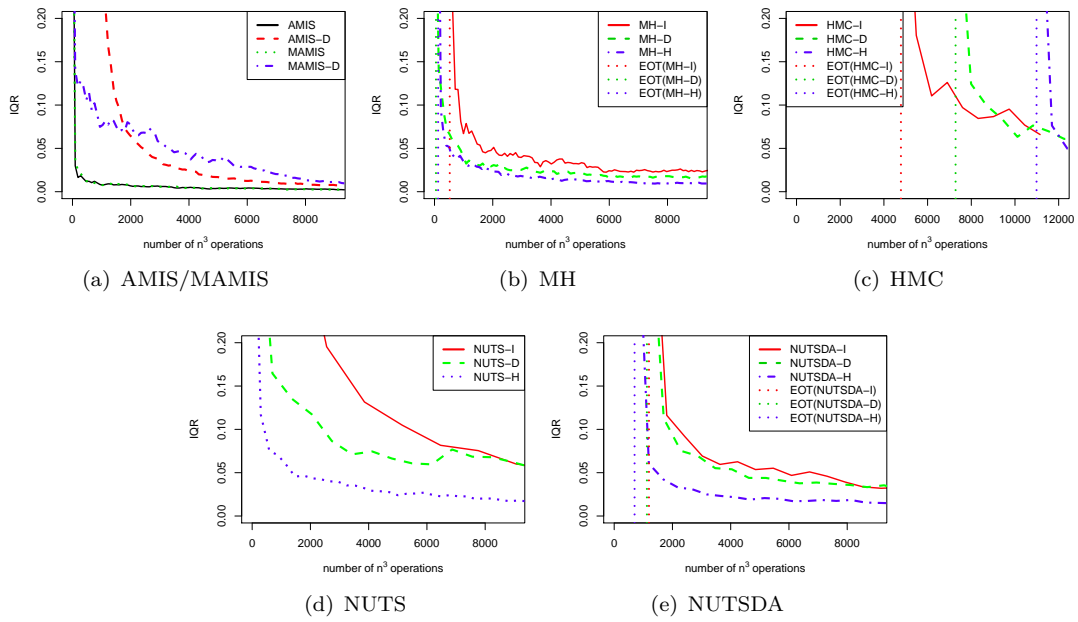 0.00 0.05 0.10 0.15 0.20
IQR
AMIS
AMIS−D
MAMIS
MAMIS−D
0 2000 4000 6000 8000
number of n³ operations
(a) AMIS/MAMIS
0.00 0.05 0.10 0.15 0.20
IQR
MH−I
MH−D
MH−H
EOT(MH−I)
EOT(MH−D)
EOT(MH−H)
0 2000 4000 6000 8000
number of n³ operations
(b) MH
0.00 0.05 0.10 0.15 0.20
IQR
HMC−I
HMC−D
HMC−H
EOT(HMC−I)
EOT(HMC−D)
EOT(HMC−H)
0 2000 4000 6000 8000 10000 12000
number of n³ operations
(c) HMC
0.00 0.05 0.10 0.15 0.20
IQR
NUTS−I
NUTS−D
NUTS−H
0 2000 4000 6000 8000
number of n³ operations
(d) NUTS
0.00 0.05 0.10 0.15 0.20
IQR
NUTSDA−I
NUTSDA−D
NUTSDA−H
EOT(NUTSDA−I)
EOT(NUTSDA−D)
EOT(NUTSDA−H)
0 2000 4000 6000 8000
number of n³ operations
(e) NUTSDA